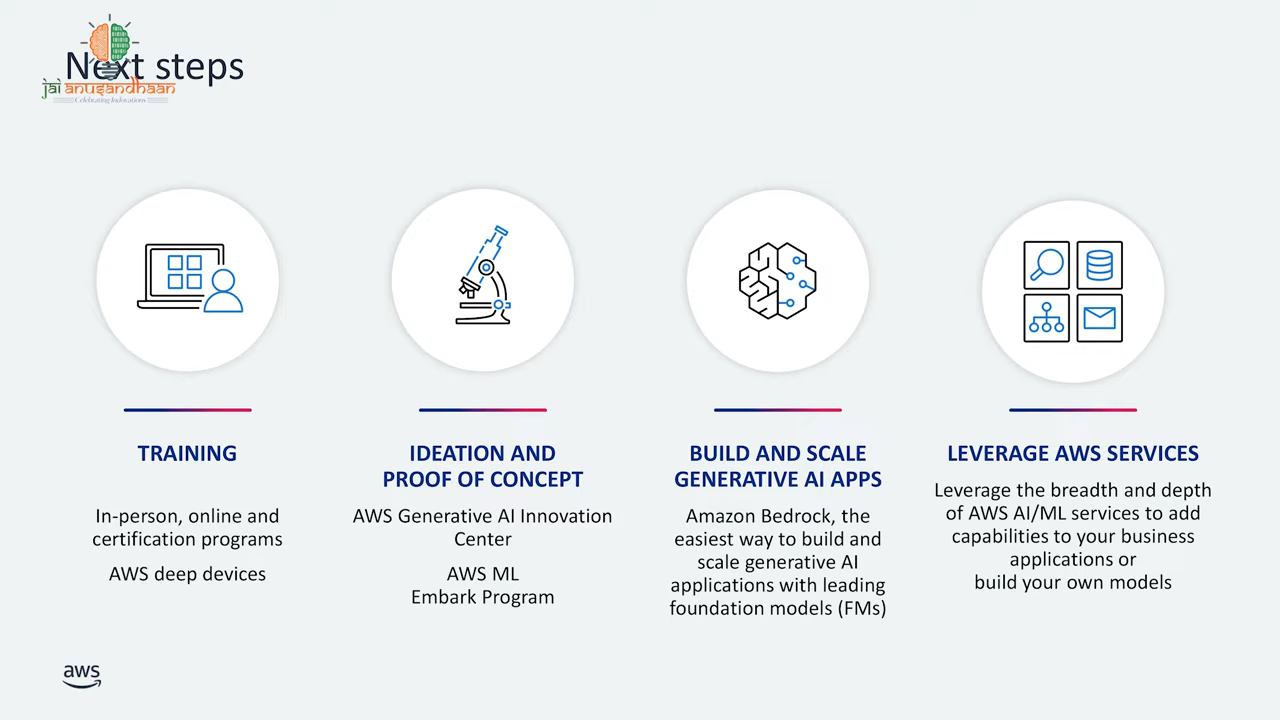 Next steps
jai anusandhaan
Celebrating Innovations
TRAINING
In-person, online and
certification programs
AWS deep devices
IDEATION AND
PROOF OF CONCEPT
AWS Generative AI Innovation
Center
AWS ML
Embark Program
BUILD AND SCALE
GENERATIVE AI APPS
Amazon Bedrock, the
easiest way to build and
scale generative AI
applications with leading
foundation models (FMs)
LEVERAGE AWS SERVICES
Leverage the breadth and depth
of AWS AI/ML services to add
capabilities to your business
applications or
build your own models
aws